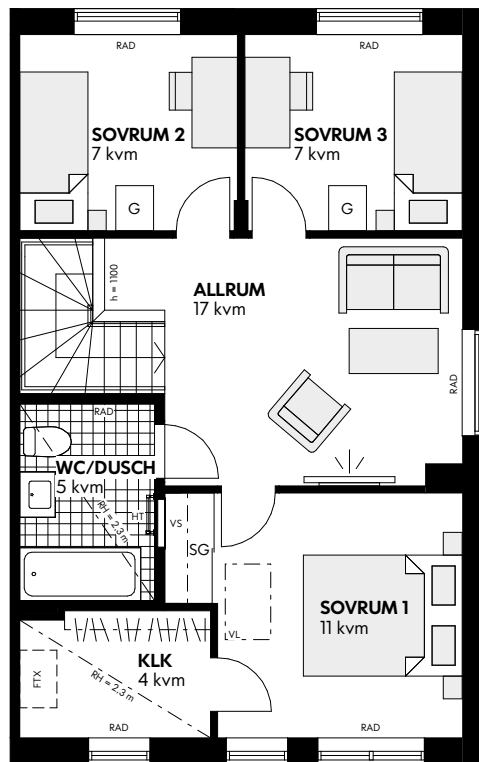 RAD
RAD
SOVRUM 2
7 kvm
SOVRUM 3
7 kvm
G
G
h = 1100
ALLRUM
17 kvm
RAD
RAD
WC/DUSCH
5 kvm
RH = 2,3 m
HT
VS
SG
SOVRUM 1
11 kvm
VL
KLK
4 kvm
FTX
RH = 2,3 m
RAD
RAD